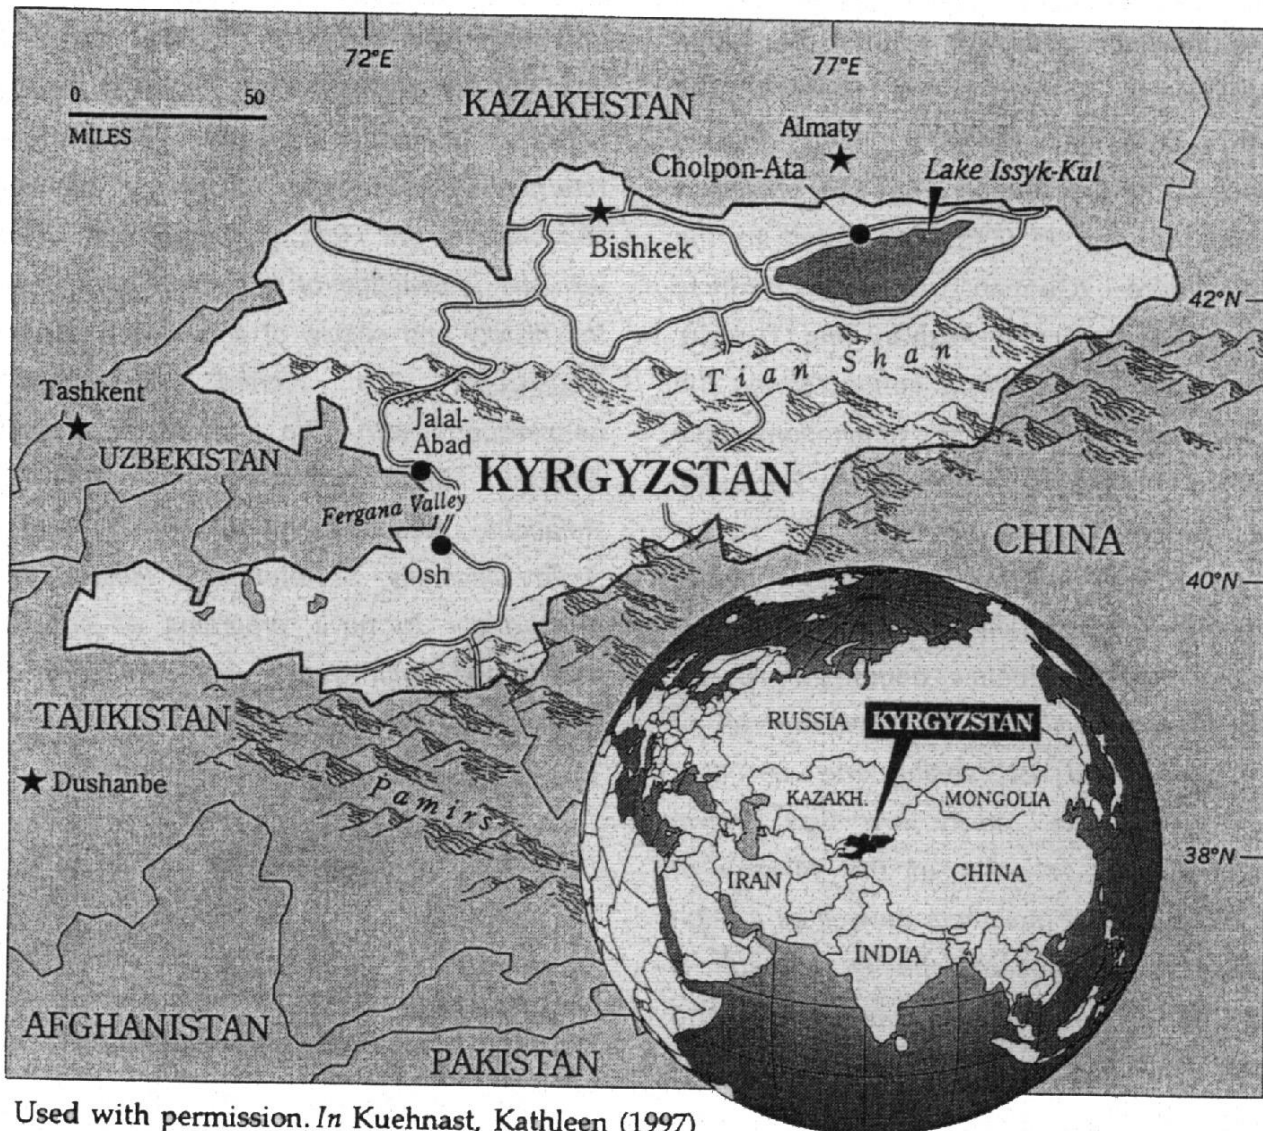 72°E
77°E
0 50
MILES
KAZAKHSTAN
Almaty
Cholpon-Ata
Lake Issyk-Kul
Bishkek
42°N
Tian Shan
Tashkent
UZBEKISTAN
Jalal-
Abad
KYRGYZSTAN
Fergana Valley
CHINA
Osh
40°N
TAJIKISTAN
Dushanbe
Pamirs
RUSSIA
KYRGYZSTAN
KAZAKH.
MONGOLIA
38°N
IRAN
CHINA
INDIA
AFGHANISTAN
PAKISTAN
Used with permission. In Kuehnast, Kathleen (1997)